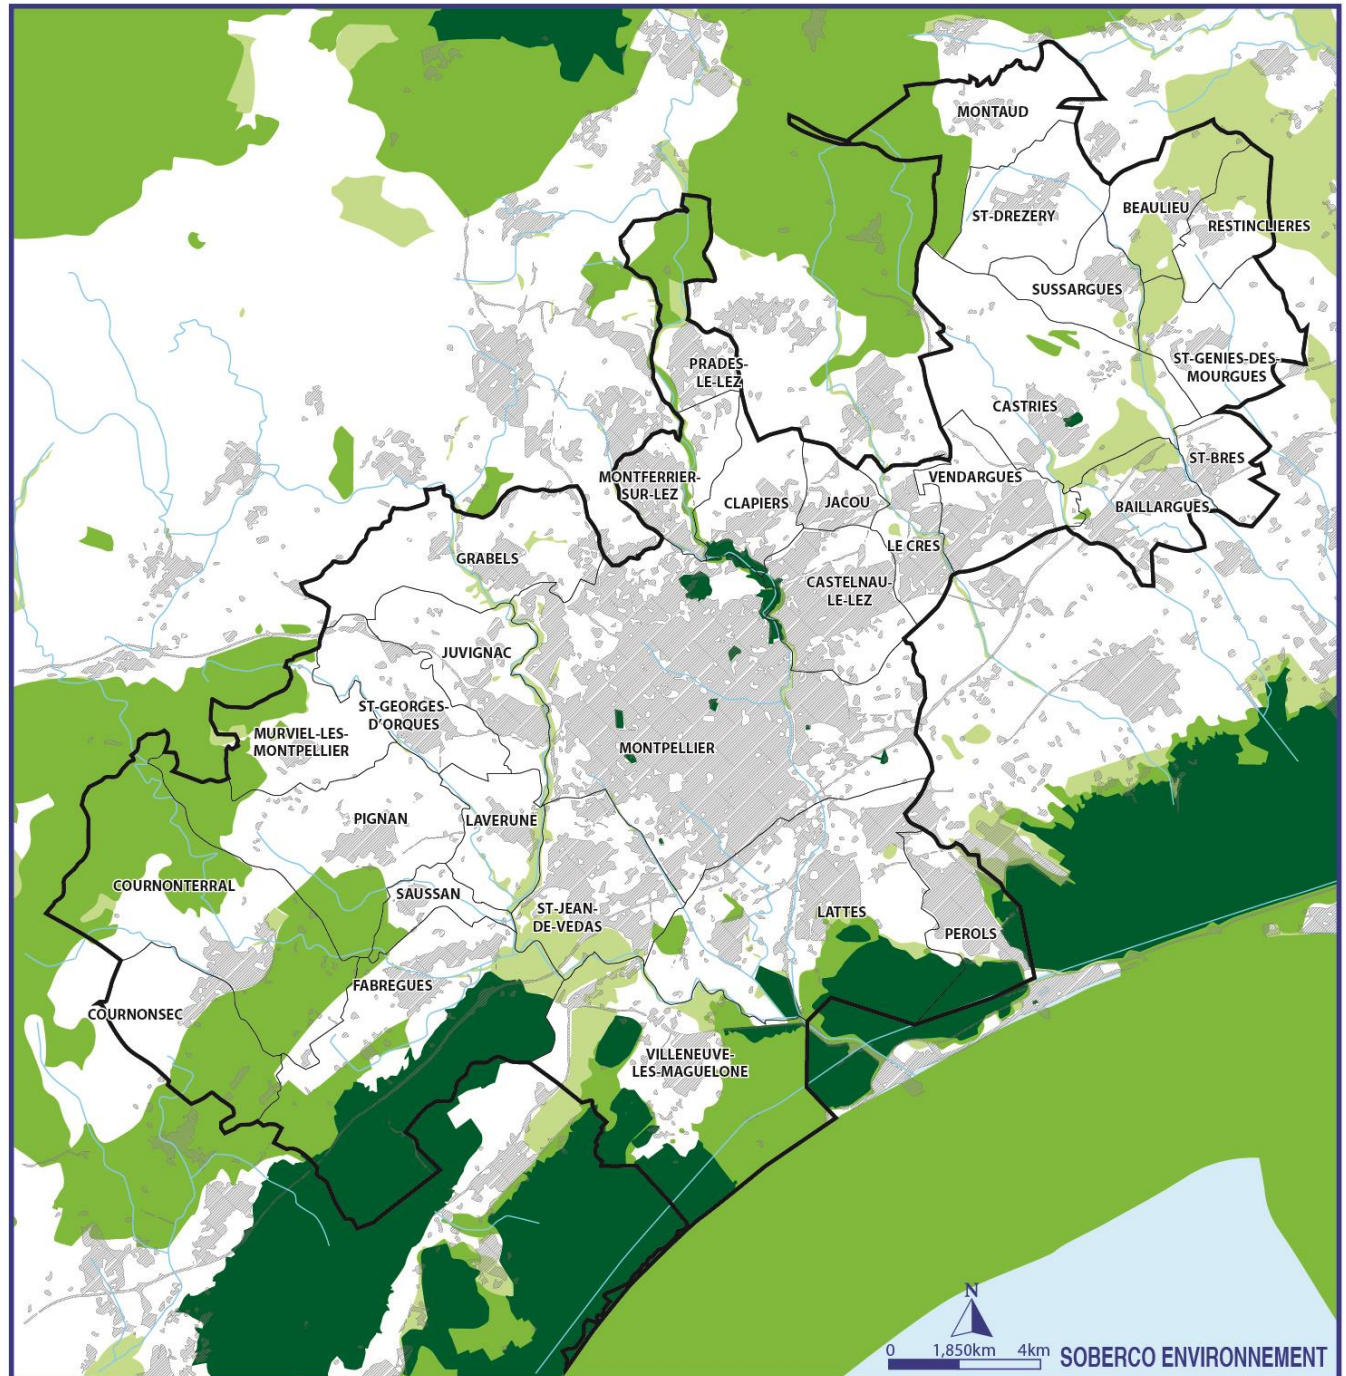 MONTAUD
ST-DREZERY
BEAULIEU
RESTINCLIERES
SUSSARGUES
ST-GENIES-DES-
MOURGUES
PRADES-
LE-LEZ
CASTRIES
ST-BRES
MONTFERRIER-
SUR-LEZ
CLAPIERS
JACOU
VENDARGUES
BAILLARGUES
GRABELS
LE CRES
CASTELNAU-
LE-LEZ
JUVIGNAC
ST-GEORGES-
D'ORQUES
MURVIEL-LES-
MONTPELLIER
MONTPELLIER
PIGNAN
LAVERUNE
COURNONTERRAL
SAUSSAN
ST-JEAN-
DE-VEDAS
LATTES
PEROLS
FABREGUES
COURNONSEC
VILLENEUVE-
LES-MAGUELONE
N
0 1,850km 4km
SOBERCO ENVIRONNEMENT